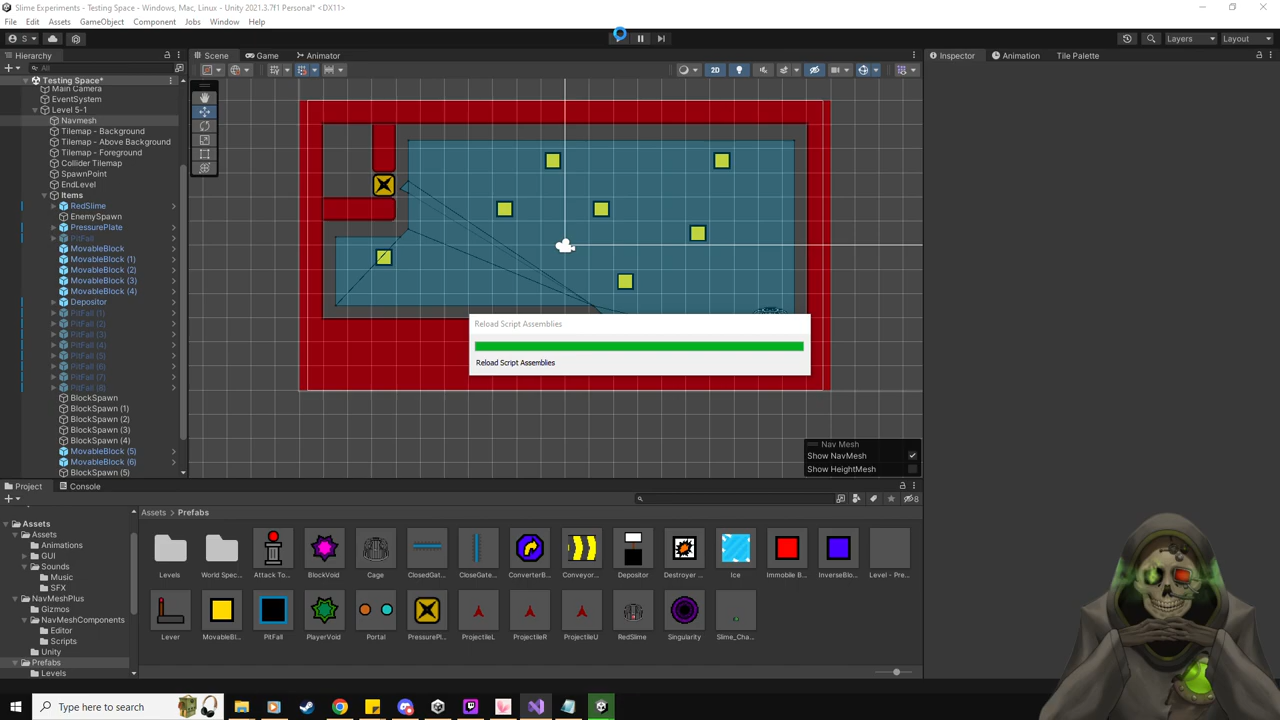 Slime Experiments - Testing Space - Windows, Mac, Linux - Unity 2021.3.7f1 Personal* <DX11>
File Edit Assets GameObject Component Jobs Window Help
S Layers Layout
Hierarchy Scene Game Animator Inspector Animation Tile Palette
All
2D
Testing Space*
Main Camera
EventSystem
Level 5-1
Navmesh
Tilemap - Background
Tilemap - Above Background
Tilemap - Foreground
Collider Tilemap
SpawnPoint
EndLevel
Items
RedSlime
EnemySpawn
PressurePlate
PitFall
MovableBlock
MovableBlock (1)
MovableBlock (2)
MovableBlock (3)
MovableBlock (4)
Depositor
PitFall (1)
PitFall (2)
PitFall (3)
PitFall (4)
PitFall (5)
PitFall (6)
PitFall (7)
PitFall (8)
BlockSpawn
BlockSpawn (1)
BlockSpawn (2)
BlockSpawn (3)
BlockSpawn (4)
MovableBlock (5)
MovableBlock (6)
BlockSpawn (5)
Reload Script Assemblies
Reload Script Assemblies
Nav Mesh
Show NavMesh
Show HeightMesh
Project Console
8
Assets
Assets
Animations
GUI
Sounds
Music
SFX
NavMeshPlus
Gizmos
NavMeshComponents
Editor
Scripts
Unity
Prefabs
Levels
Assets > Prefabs
Levels World Spec... Attack To... BlockVoid Cage ClosedGat... CloseGate... ConverterB... Conveyor... Depositor Destroyer ... Ice Immobile B... InverseBlo... Level - Pre...
Lever MovableBl... PitFall PlayerVoid Portal PressurePl... ProjectileL ProjectileR ProjectileU RedSlime Singularity Slime_Cha...
Type here to search